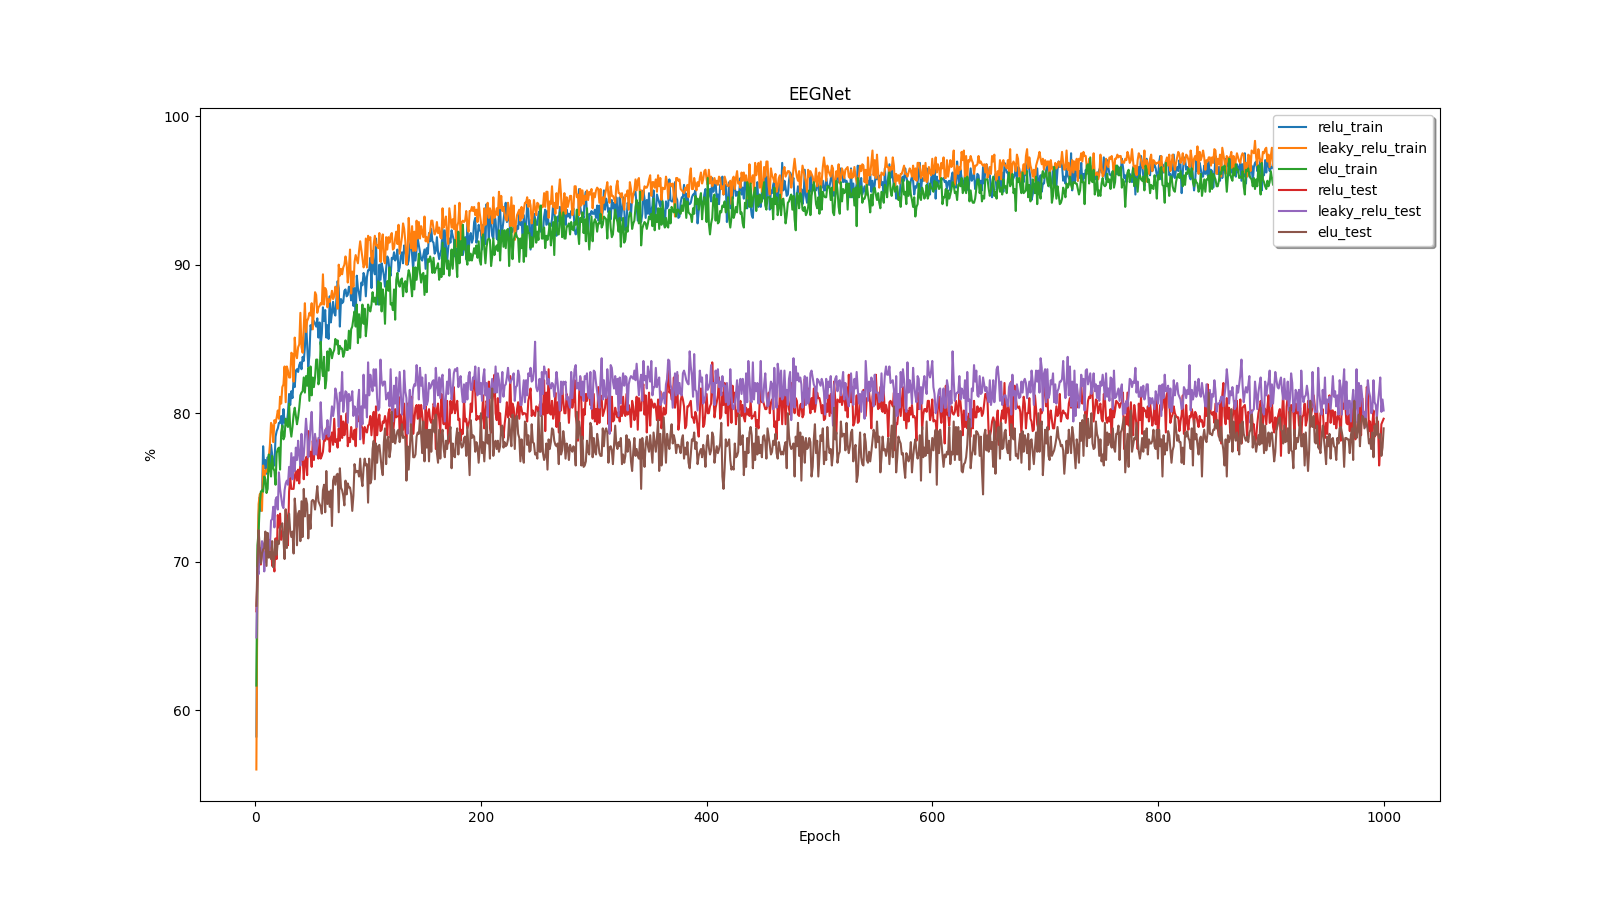 EEGNet
100
90
80
70
60
%
0 200 400 600 800 1000
Epoch
relu_train
leaky_relu_train
elu_train
relu_test
leaky_relu_test
elu_test